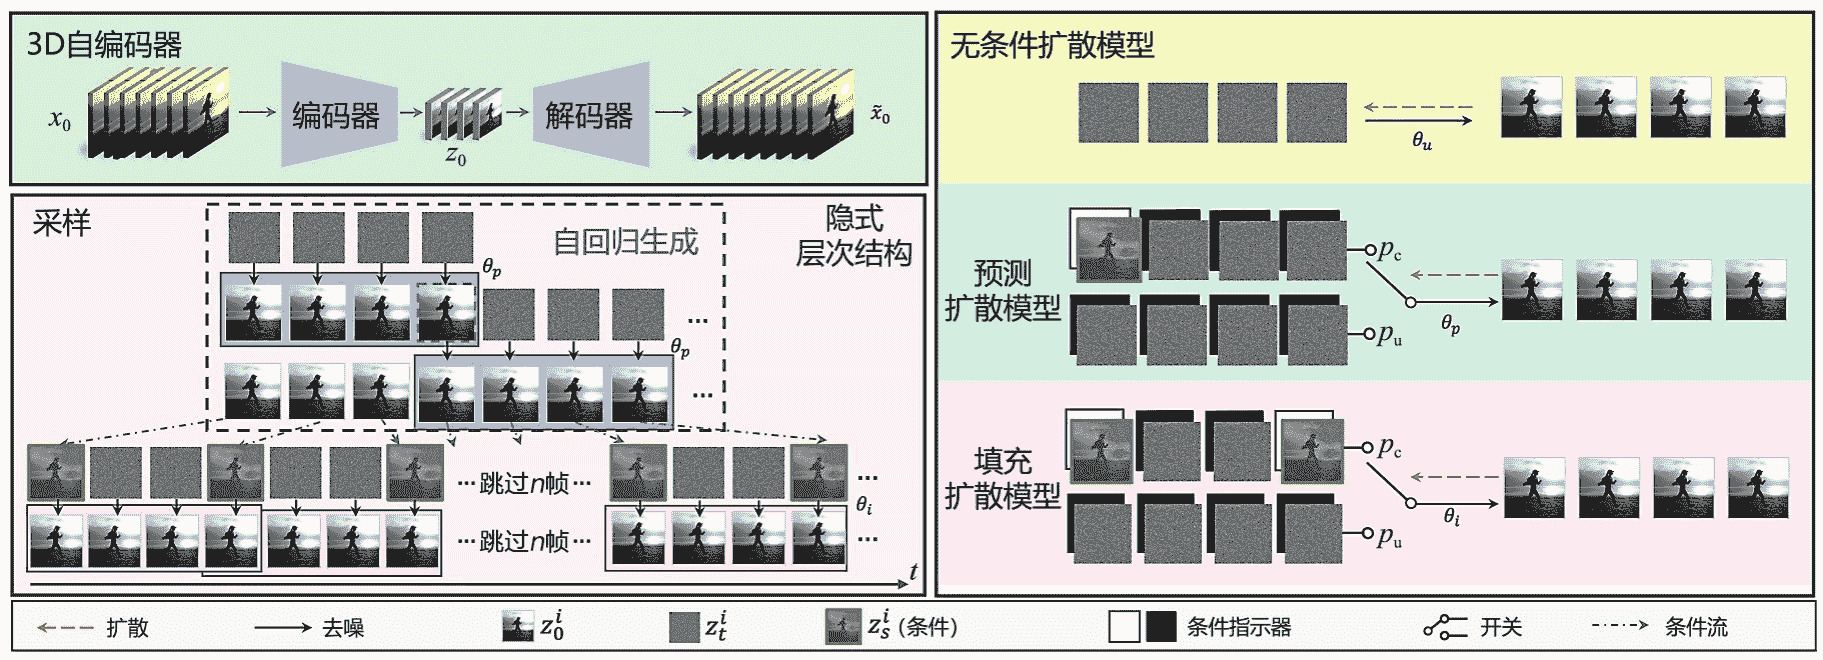 3D自编码器
x₀
编码器
z₀
解码器
x̃₀
采样
自回归生成
隐式
层次结构
θₚ
...
θₚ
...
...跳过n帧...
...
θᵢ
...跳过n帧...
...
t
无条件扩散模型
θᵤ
预测
扩散模型
p_c
θₚ
pᵤ
填充
扩散模型
p_c
θᵢ
pᵤ
扩散
去噪
z₀ⁱ
zₜⁱ
zₛⁱ (条件)
条件指示器
开关
条件流